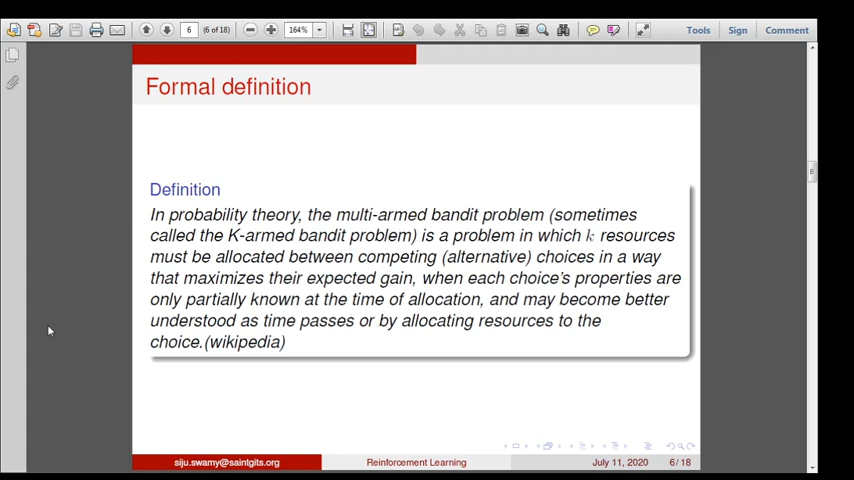 6
(6 of 18)
164%
Tools
Sign
Comment
Formal definition
Definition
In probability theory, the multi-armed bandit problem (sometimes
called the K-armed bandit problem) is a problem in which k resources
must be allocated between competing (alternative) choices in a way
that maximizes their expected gain, when each choice's properties are
only partially known at the time of allocation, and may become better
understood as time passes or by allocating resources to the
choice.(wikipedia)
siju.swamy@saintgits.org
Reinforcement Learning
July 11, 2020
6/18